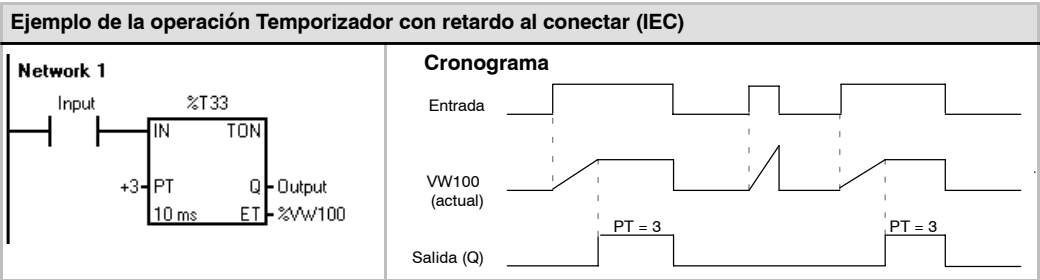 Ejemplo de la operación Temporizador con retardo al conectar (IEC)
Network 1
Input
%T33
IN TON
+3 PT Q Output
10 ms ET %VW100
Cronograma
Entrada
VW100
(actual)
PT = 3 PT = 3
Salida (Q)